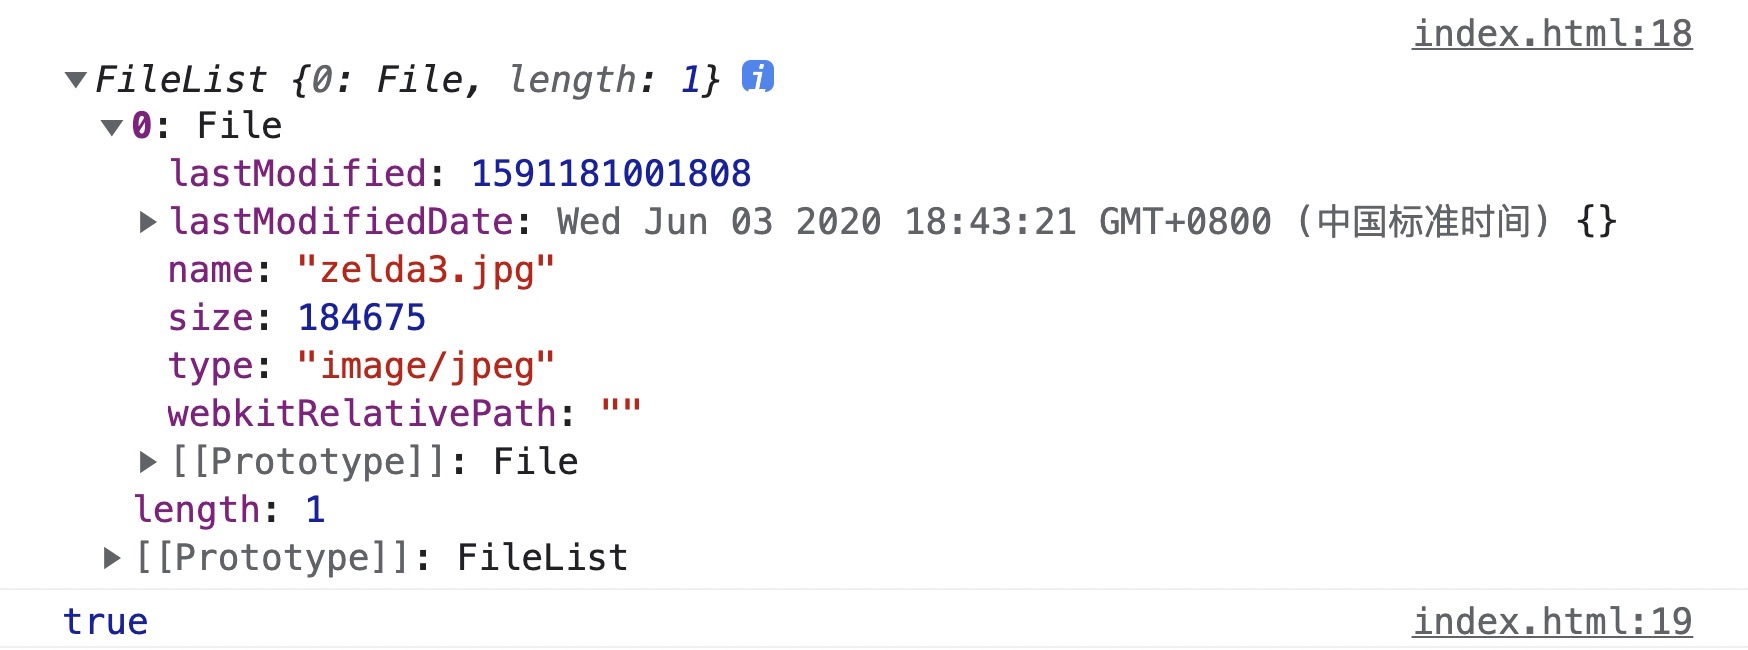 index.html:18
▼FileList {0: File, length: 1} i
▼0: File
lastModified: 1591181001808
▶lastModifiedDate: Wed Jun 03 2020 18:43:21 GMT+0800 (中国标准时间) {}
name: "zelda3.jpg"
size: 184675
type: "image/jpeg"
webkitRelativePath: ""
▶[[Prototype]]: File
length: 1
▶[[Prototype]]: FileList
true index.html:19